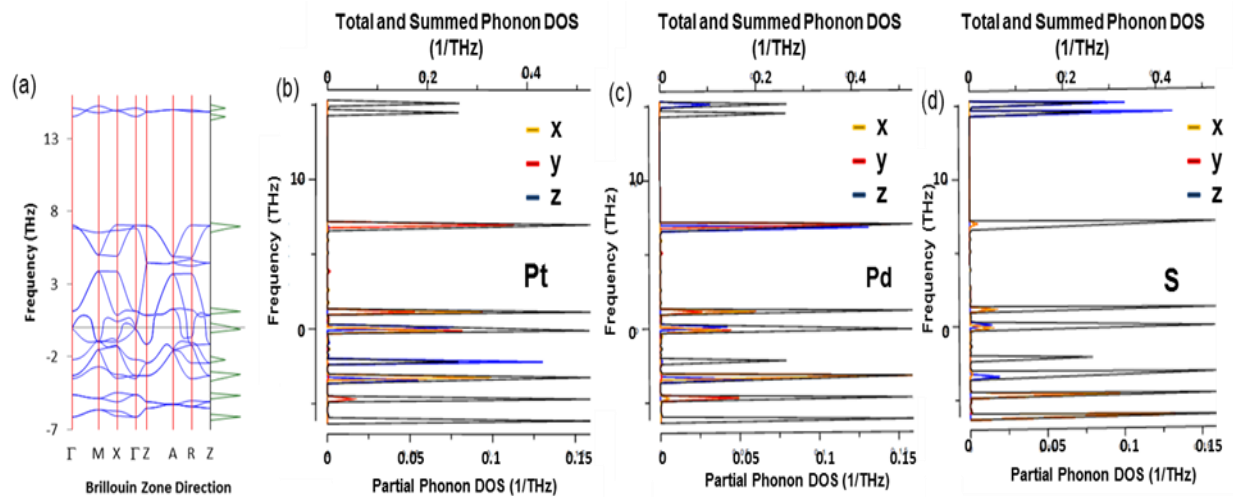 (a)
Frequency (THz)
13
8
3
-2
-7
Γ M X Γ Z A R Z
Brillouin Zone Direction
Total and Summed Phonon DOS
(1/THz)
0 0.2 0.4
(b)
Frequency (THz)
10
0
x
y
z
Pt
0 0.05 0.1 0.15
Partial Phonon DOS (1/THz)
Total and Summed Phonon DOS
(1/THz)
0 0.2 0.4
(c)
Frequency (THz)
10
0
x
y
z
Pd
0 0.05 0.1 0.15
Partial Phonon DOS (1/THz)
Total and Summed Phonon DOS
(1/THz)
0 0.2 0.4
(d)
Frequency (THz)
10
0
x
y
z
S
0 0.05 0.1 0.15
Partial Phonon DOS (1/THz)